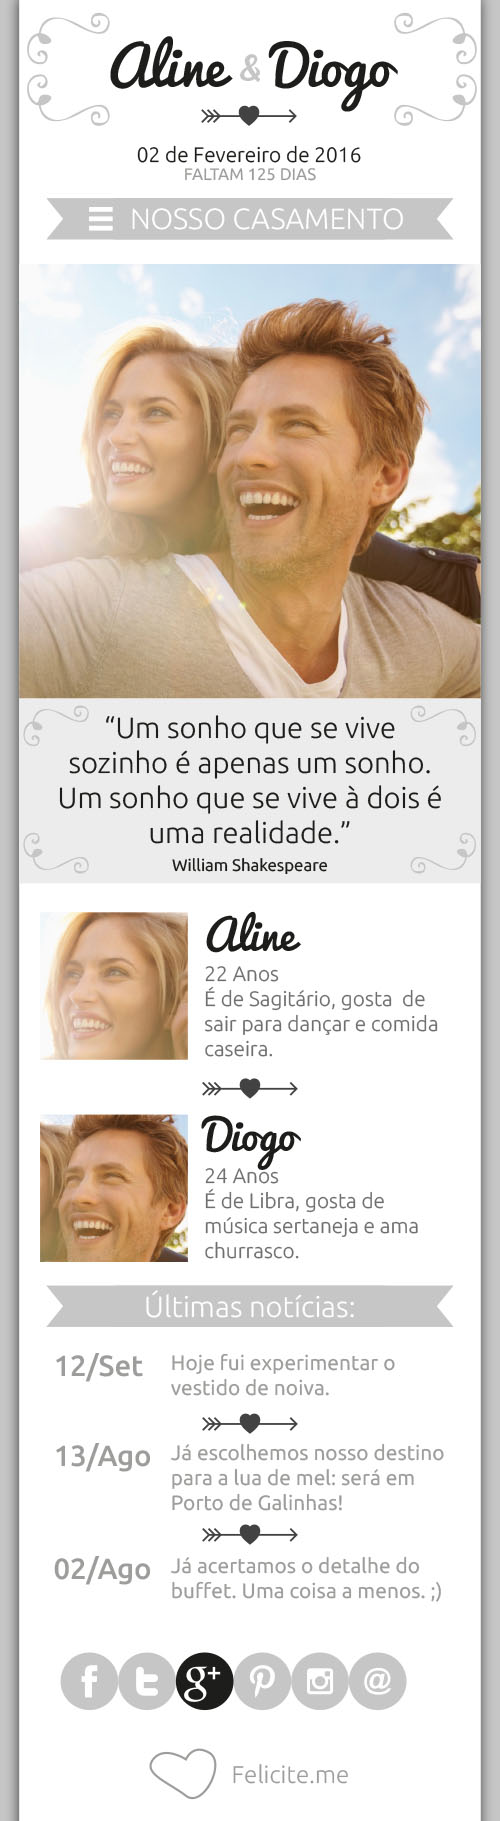 Aline & Diogo
02 de Fevereiro de 2016
FALTAM 125 DIAS
NOSSO CASAMENTO
“Um sonho que se vive
sozinho é apenas um sonho.
Um sonho que se vive à dois é
uma realidade.”
William Shakespeare
Aline
22 Anos
É de Sagitário, gosta de
sair para dançar e comida
caseira.
Diogo
24 Anos
É de Libra, gosta de
música sertaneja e ama
churrasco.
Últimas notícias:
12/Set Hoje fui experimentar o
vestido de noiva.
13/Ago Já escolhemos nosso destino
para a lua de mel: será em
Porto de Galinhas!
02/Ago Já acertamos o detalhe do
buffet. Uma coisa a menos. ;)
f t g+ p @
Felicite.me